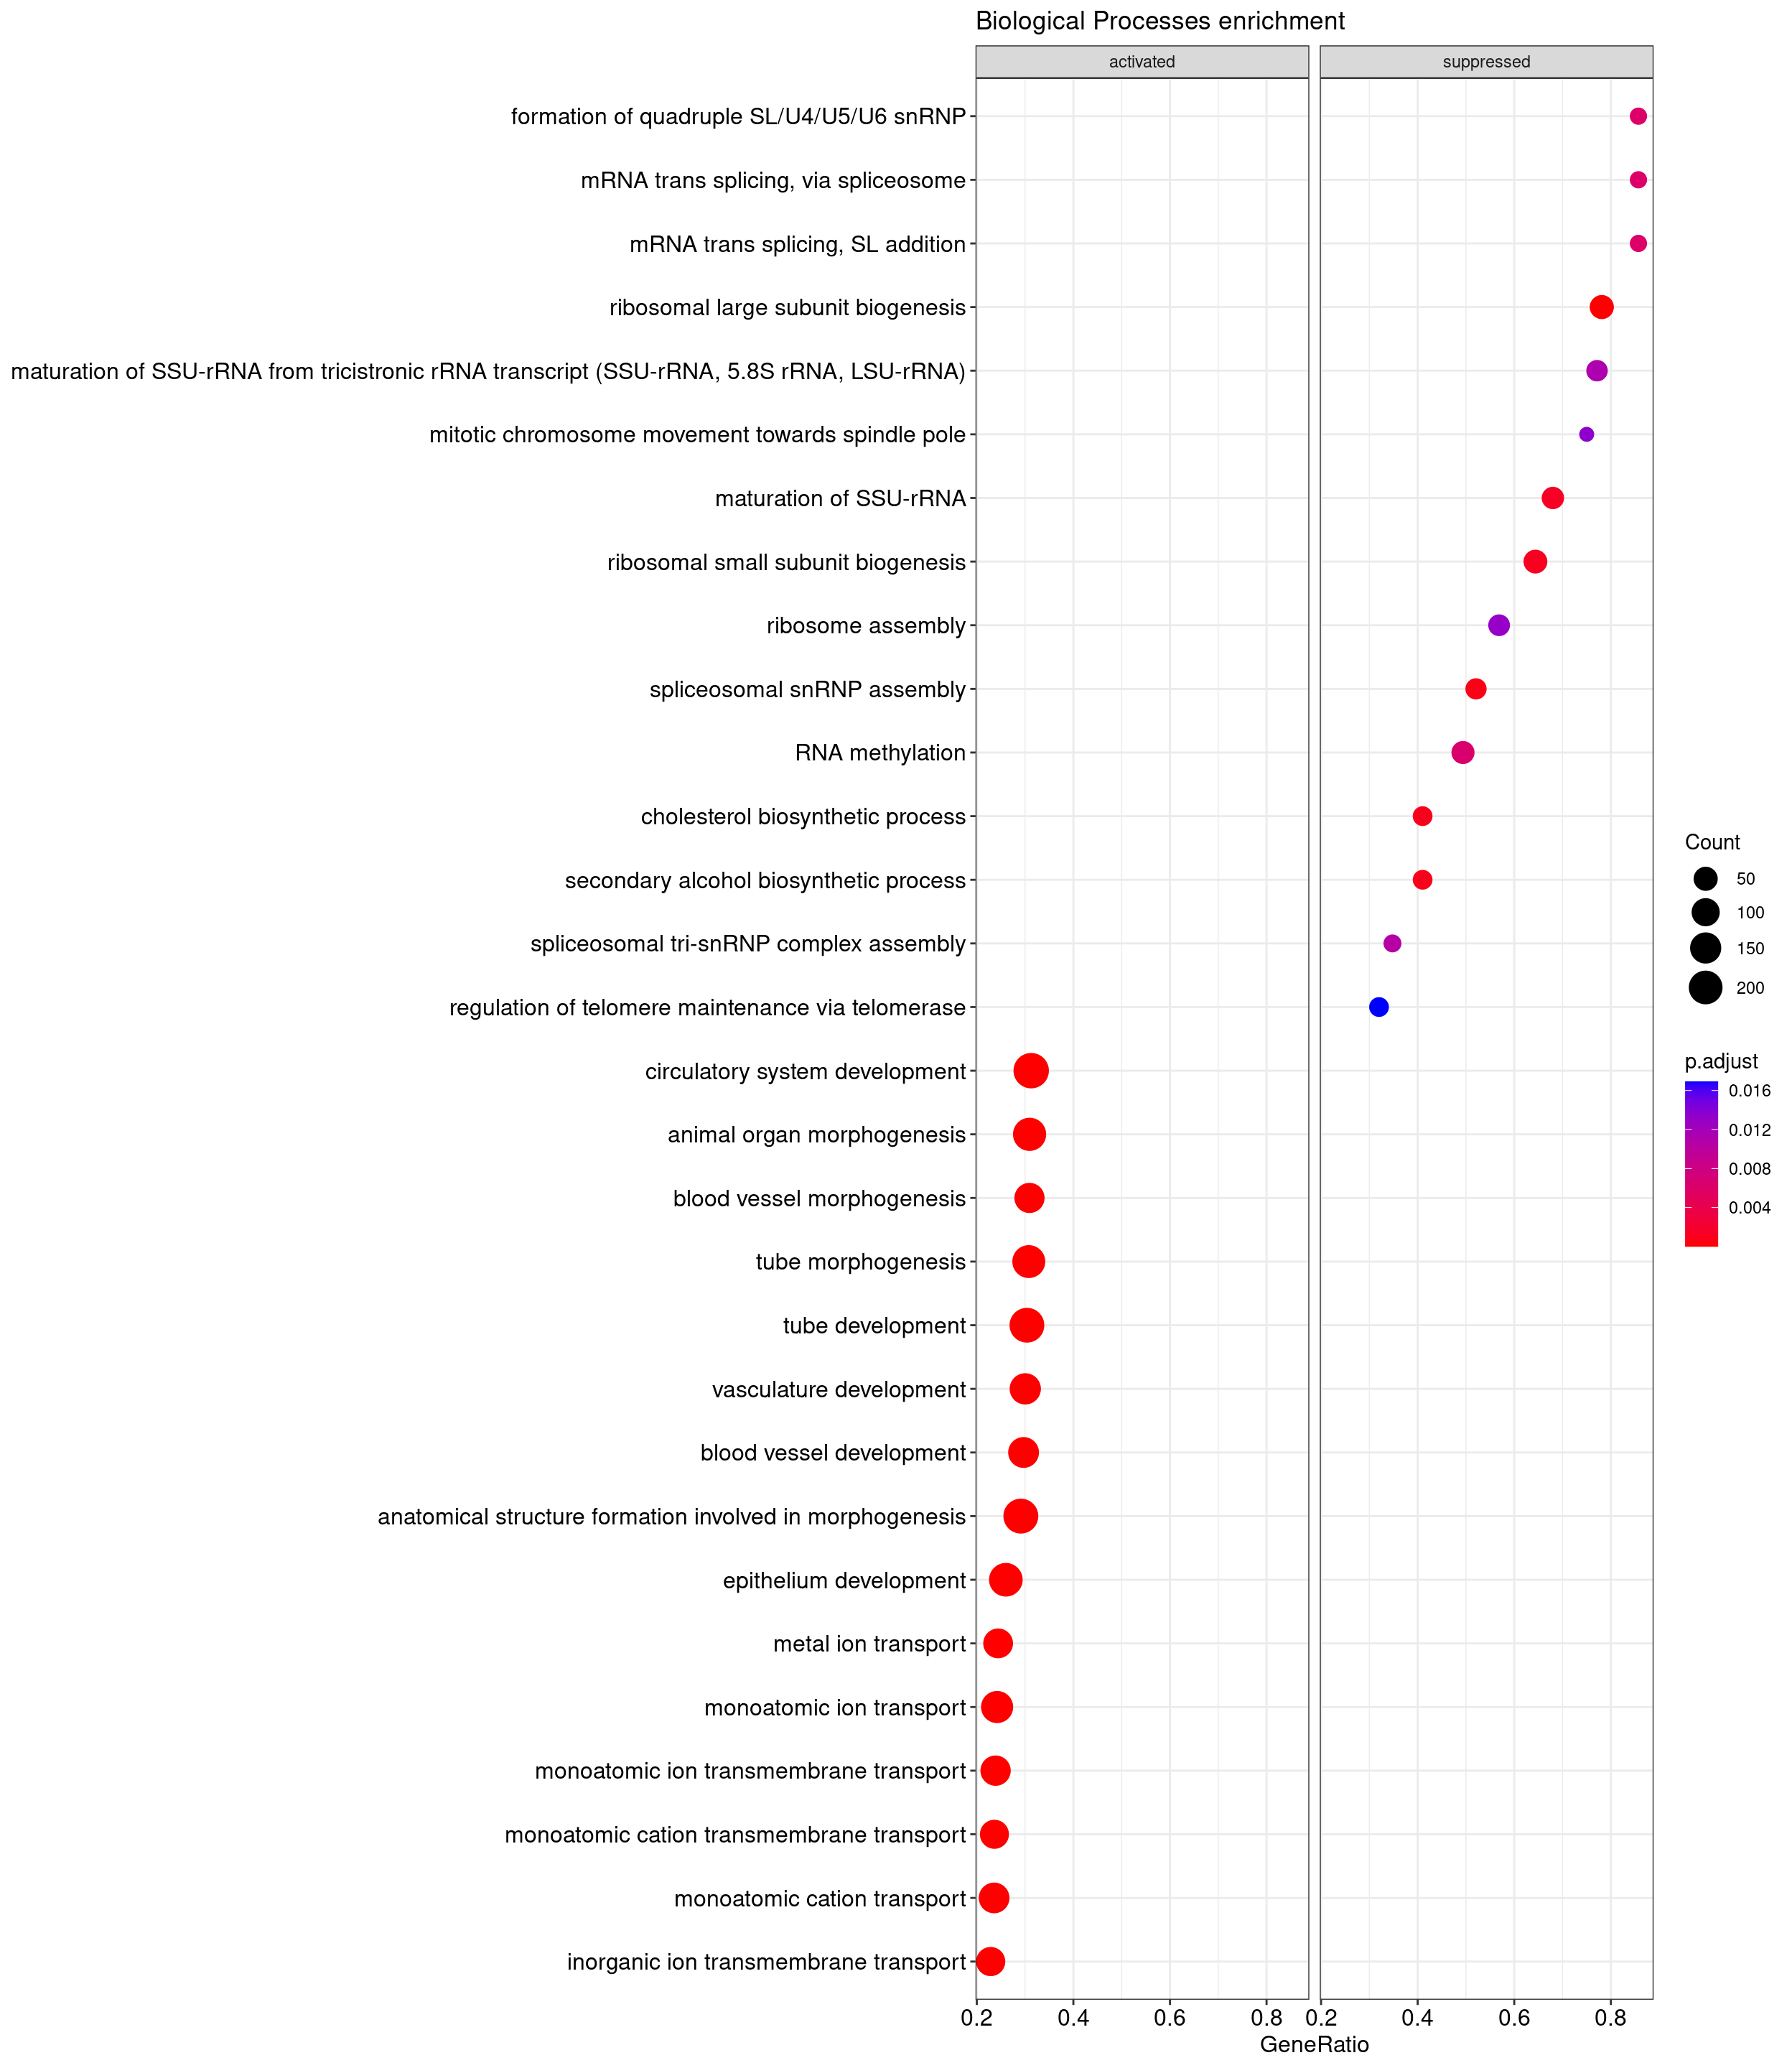 Biological Processes enrichment
activated
suppressed
formation of quadruple SL/U4/U5/U6 snRNP
mRNA trans splicing, via spliceosome
mRNA trans splicing, SL addition
ribosomal large subunit biogenesis
maturation of SSU-rRNA from tricistronic rRNA transcript (SSU-rRNA, 5.8S rRNA, LSU-rRNA)
mitotic chromosome movement towards spindle pole
maturation of SSU-rRNA
ribosomal small subunit biogenesis
ribosome assembly
spliceosomal snRNP assembly
RNA methylation
cholesterol biosynthetic process
secondary alcohol biosynthetic process
spliceosomal tri-snRNP complex assembly
regulation of telomere maintenance via telomerase
circulatory system development
animal organ morphogenesis
blood vessel morphogenesis
tube morphogenesis
tube development
vasculature development
blood vessel development
anatomical structure formation involved in morphogenesis
epithelium development
metal ion transport
monoatomic ion transport
monoatomic ion transmembrane transport
monoatomic cation transmembrane transport
monoatomic cation transport
inorganic ion transmembrane transport
0.2 0.4 0.6 0.8 0.2 0.4 0.6 0.8
GeneRatio
Count
50
100
150
200
p.adjust
0.016
0.012
0.008
0.004